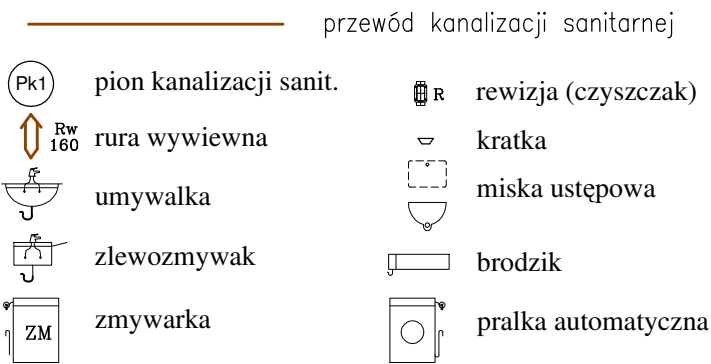 przewód kanalizacji sanitarnej
Pk1 pion kanalizacji sanit.
Rw 160 rura wywiewna
umywalka
zlewozmywak
ZM zmywarka
R rewizja (czyszczak)
kratka
miska ustępowa
brodzik
pralka automatyczna